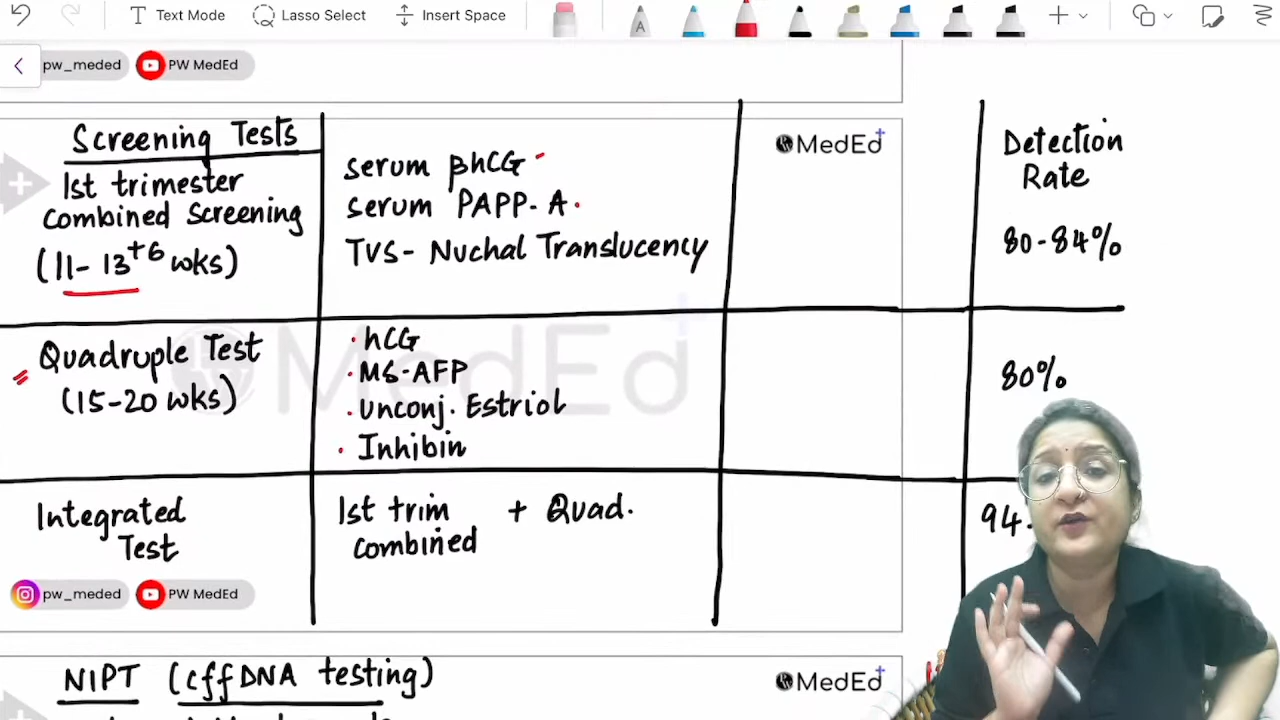 Text Mode
Lasso Select
Insert Space
A
pw_meded
PW MedEd
Screening Tests
1st trimester
Combined Screening
(11-13+6 wks)
serum βhCG
serum PAPP-A
TVS- Nuchal Translucency
MedEd
Detection
Rate
80-84%
Quadruple Test
(15-20 wks)
hCG
MS-AFP
unconj. Estriol
Inhibin
80%
MedEd
Integrated
Test
1st trim + Quad.
combined
94.
pw_meded
PW MedEd
NIPT (cffDNA testing)
MedEd